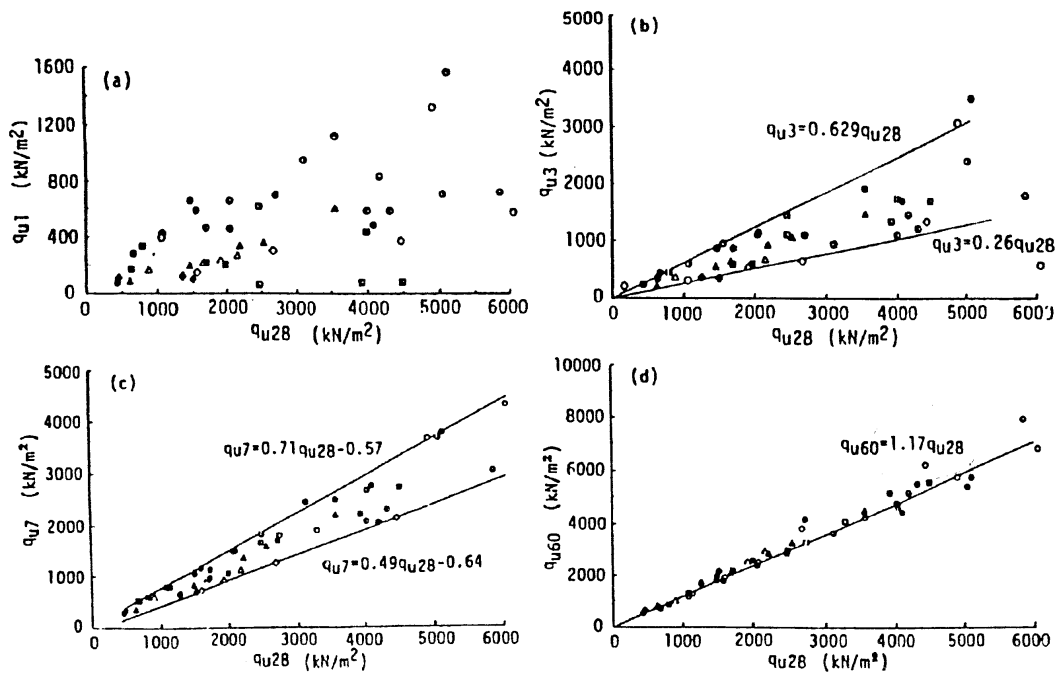 (a)
1600
1200
800
400
0
qu1 (kN/m2)
0 1000 2000 3000 4000 5000 6000
qu28 (kN/m2)
(b)
5000
4000
3000
2000
1000
0
qu3 (kN/m2)
qu3=0.629qu28
qu3=0.26qu28
0 1000 2000 3000 4000 5000 6000
qu28 (kN/m2)
(c)
5000
4000
3000
2000
1000
0
qu7 (kN/m2)
qu7=0.71qu28-0.57
qu7=0.49qu28-0.64
0 1000 2000 3000 4000 5000 6000
qu28 (kN/m2)
(d)
10000
8000
6000
4000
2000
0
qu60 (kN/m2)
qu60=1.17qu28
0 1000 2000 3000 4000 5000 6000
qu28 (kN/m2)